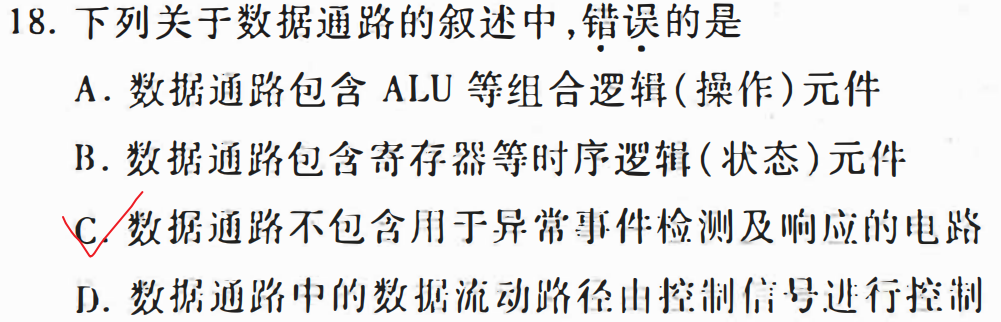 18. 下列关于数据通路的叙述中,错误的是
A. 数据通路包含 ALU 等组合逻辑(操作)元件
B. 数据通路包含寄存器等时序逻辑(状态)元件
C. 数据通路不包含用于异常事件检测及响应的电路
D. 数据通路中的数据流动路径由控制信号进行控制